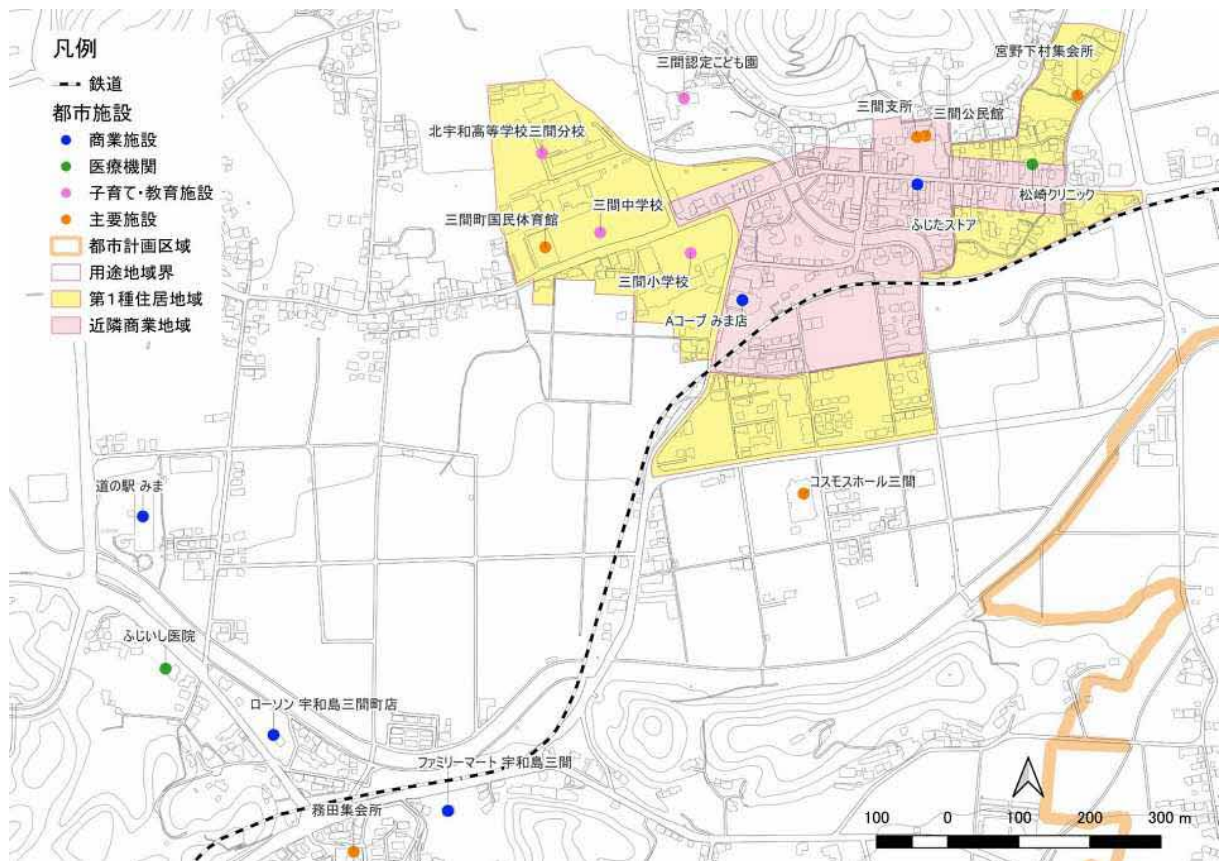 凡例
鉄道
都市施設
商業施設
医療機関
子育て・教育施設
主要施設
都市計画区域
用途地域界
第1種住居地域
近隣商業地域
宮野下村集会所
三間認定こども園
三間支所
三間公民館
北宇和高等学校三間分校
松崎クリニック
三間中学校
三間町国民体育館
ふじたストア
三間小学校
Aコープ みま店
道の駅 みま
コスモスホール三間
ふじいし医院
ローソン 宇和島三間町店
ファミリーマート 宇和島三間
務田集会所
100 0 100 200 300 m